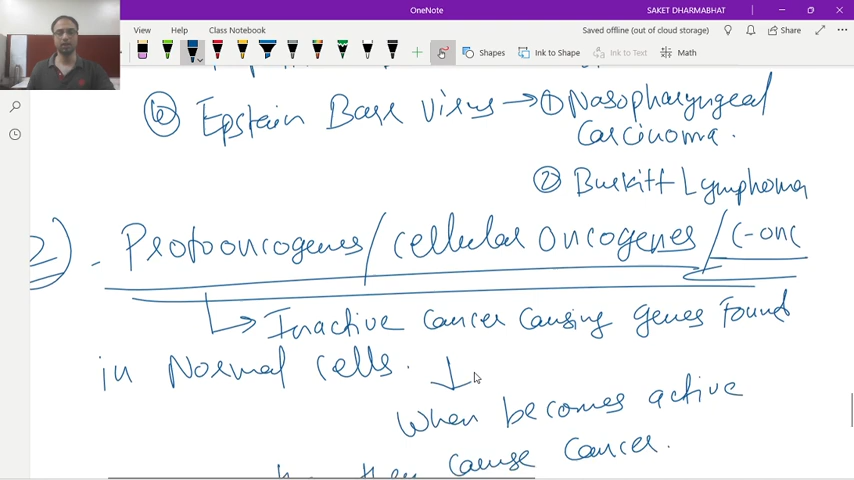 OneNote
SAKET DHARMABHAT
View Help Class Notebook
Saved offline (out of cloud storage)
Share
Shapes
Ink to Shape
Ink to Text
Math
6 Epstein Barr Virus → 1 Nasopharyngeal
Carcinoma.
2 Burkitt Lymphoma
2) - Protooncogenes / cellular oncogenes / C-onc
↳ Inactive cancer causing genes found
in Normal cells.
↓
When becomes active
then cause cancer.